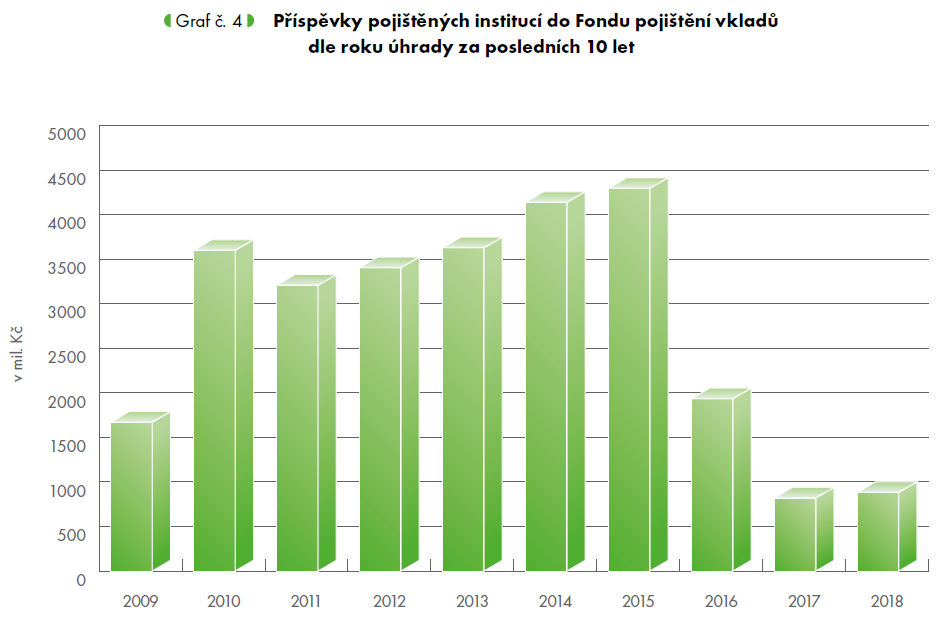 Graf č. 4 Příspěvky pojištěných institucí do Fondu pojištění vkladů
dle roku úhrady za posledních 10 let
5000
4500
4000
3500
3000
2500
2000
1500
1000
500
0
v mil. Kč
2009 2010 2011 2012 2013 2014 2015 2016 2017 2018